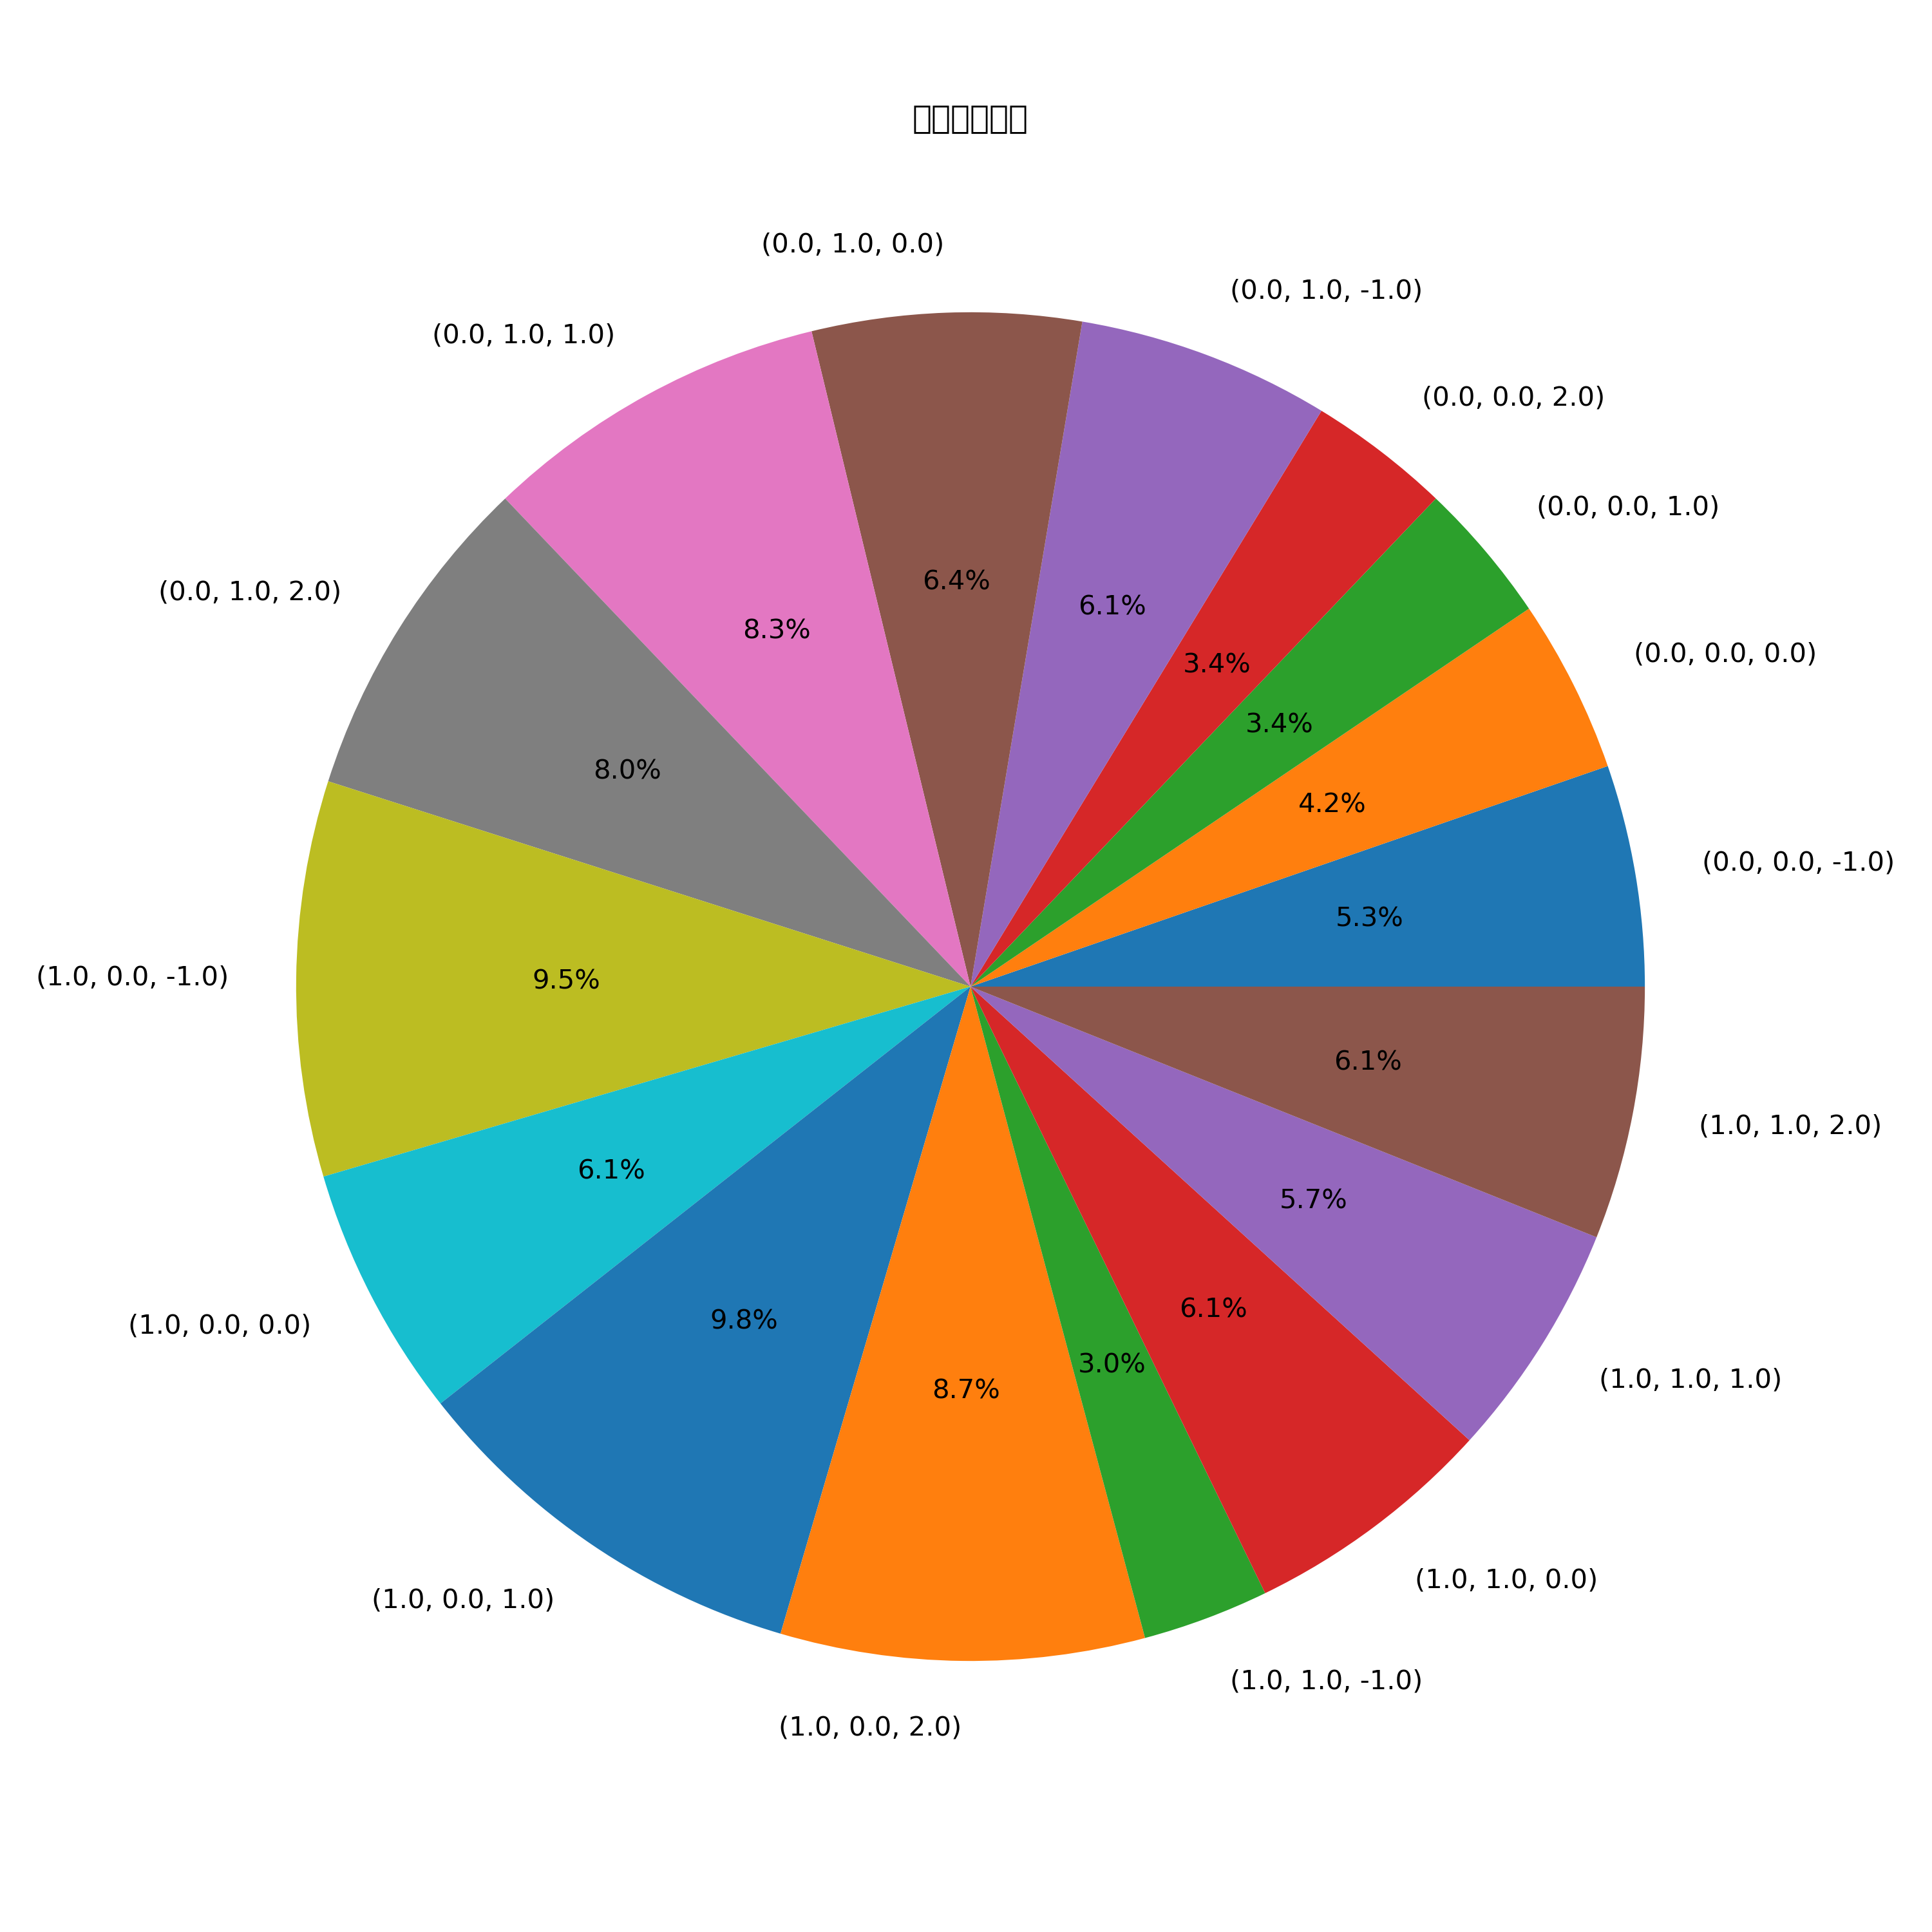 (0.0, 1.0, 0.0)
(0.0, 1.0, -1.0)
(0.0, 1.0, 1.0)
(0.0, 0.0, 2.0)
(0.0, 0.0, 1.0)
6.4%
(0.0, 1.0, 2.0)
6.1%
8.3%
(0.0, 0.0, 0.0)
3.4%
3.4%
8.0%
4.2%
(0.0, 0.0, -1.0)
5.3%
(1.0, 0.0, -1.0)
9.5%
6.1%
(1.0, 1.0, 2.0)
6.1%
5.7%
6.1%
9.8%
(1.0, 0.0, 0.0)
3.0%
(1.0, 1.0, 1.0)
8.7%
(1.0, 1.0, 0.0)
(1.0, 0.0, 1.0)
(1.0, 1.0, -1.0)
(1.0, 0.0, 2.0)